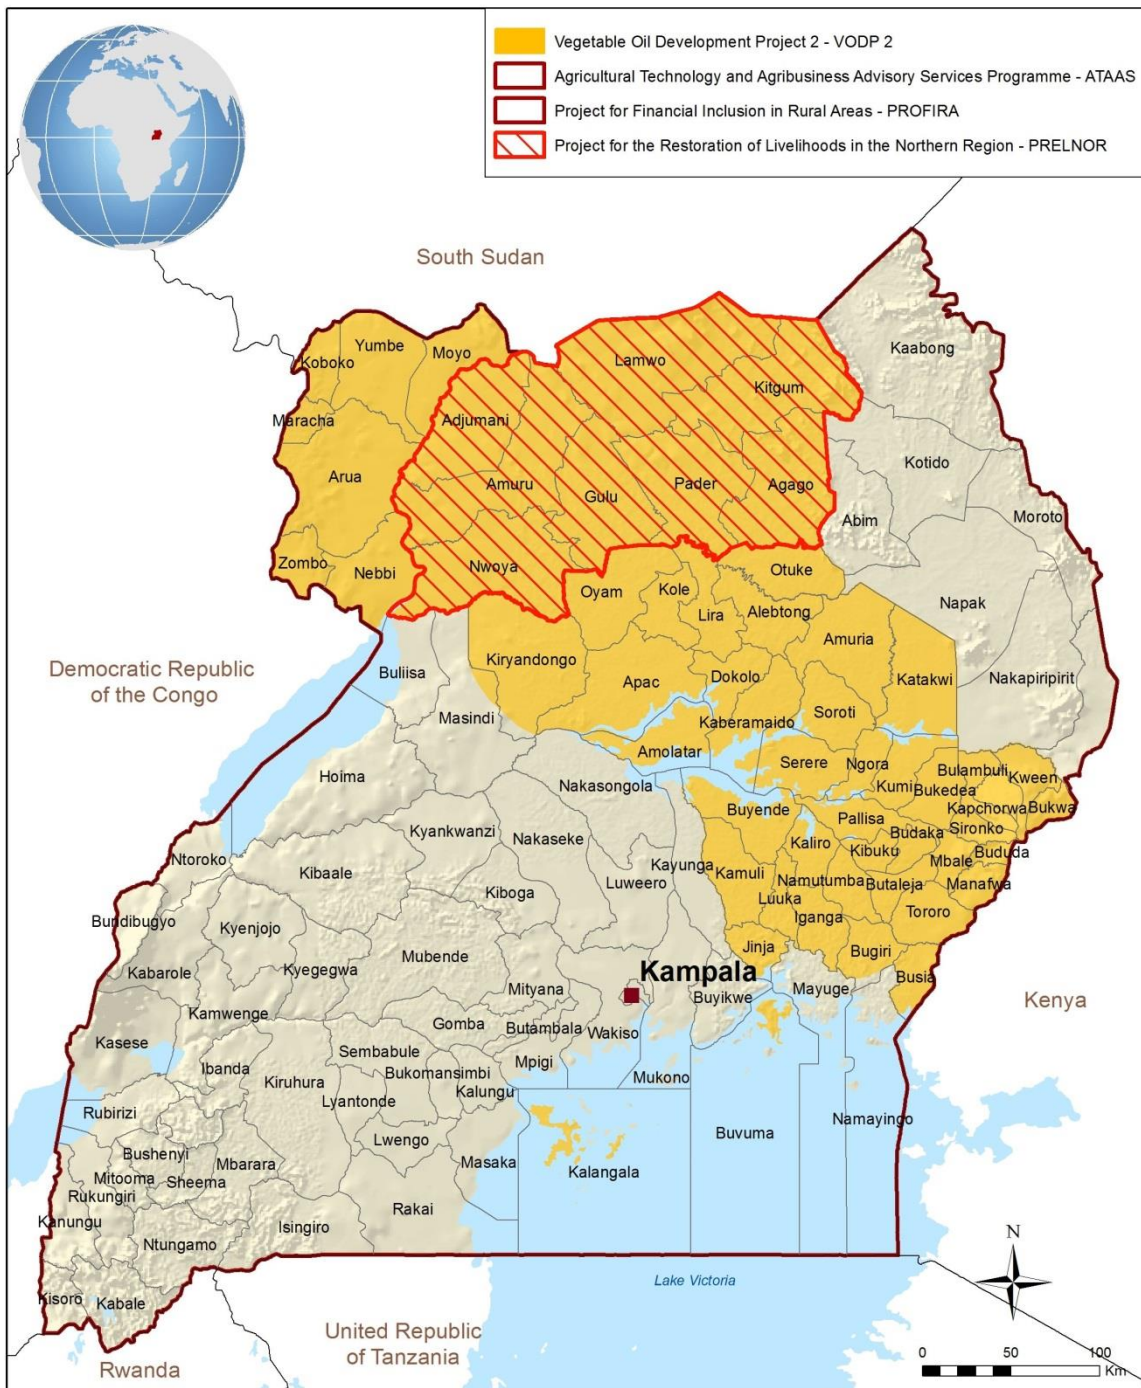 Vegetable Oil Development Project 2 - VODP 2
Agricultural Technology and Agribusiness Advisory Services Programme - ATAAS
Project for Financial Inclusion in Rural Areas - PROFIRA
Project for the Restoration of Livelihoods in the Northern Region - PRELNOR
South Sudan
Kaabong
Yumbe
Moyo
Koboko
Lamwo
Kitgum
Maracha
Adjumani
Kotido
Arua
Amuru
Gulu
Pader
Agago
Abim
Moroto
Zombo
Nebbi
Nwoya
Otuke
Oyam
Kole
Lira
Alebtong
Napak
Amuria
Democratic Republic
of the Congo
Buliisa
Kiryandongo
Apac
Dokolo
Katakwi
Nakapiripirit
Masindi
Kaberamaido
Soroti
Amolatar
Serere
Ngora
Hoima
Nakasongola
Kumi
Bulambuli
Bukedea
Kween
Kapchorwa
Bukwa
Buyende
Pallisa
Budaka
Sironko
Kyankwanzi
Nakaseke
Kaliro
Kibuku
Mbale
Bududa
Ntoroko
Kibaale
Kayunga
Kamuli
Namutumba
Butaleja
Manafwa
Kiboga
Luweero
Luuka
Iganga
Tororo
Bundibugyo
Kyenjojo
Mubende
Jinja
Bugiri
Kabarole
Kyegegwa
Kampala
Mityana
Buyikwe
Mayuge
Busia
Kenya
Kamwenge
Gomba
Butambala
Wakiso
Kasese
Sembabule
Mpigi
Ibanda
Kiruhura
Bukomansimbi
Mukono
Rubirizi
Lyantonde
Kalungu
Buvuma
Namayingo
Bushenyi
Lwengo
Mitooma
Sheema
Mbarara
Masaka
Kalangala
Rukungiri
Kanungu
Rakai
Isingiro
Ntungamo
N
Lake Victoria
Kisoro
Kabale
United Republic
of Tanzania
Rwanda
0 50 100
Km